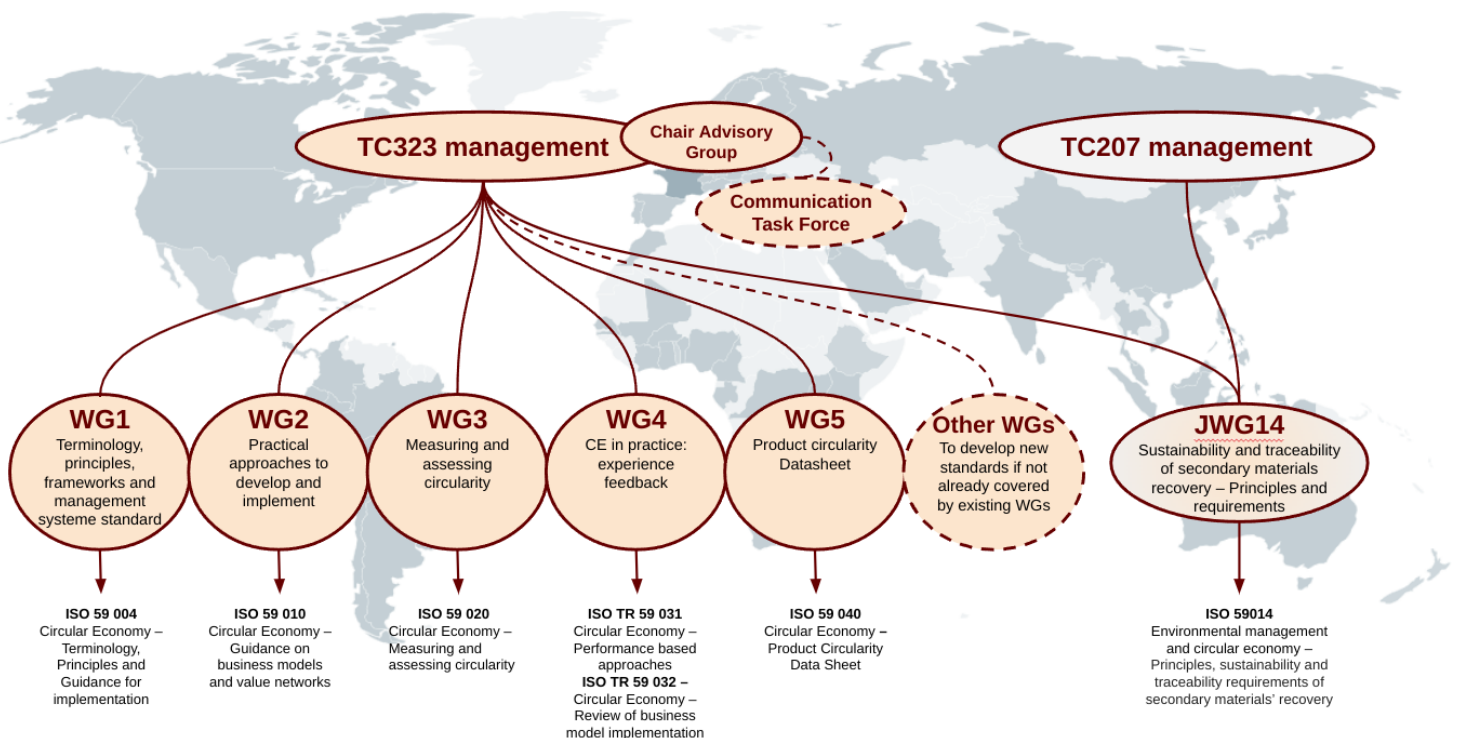 TC323 management
Chair Advisory
Group
Communication
Task Force
TC207 management
WG1
Terminology,
principles,
frameworks and
management
systeme standard
WG2
Practical
approaches to
develop and
implement
WG3
Measuring and
assessing
circularity
WG4
CE in practice:
experience
feedback
WG5
Product circularity
Datasheet
Other WGs
To develop new
standards if not
already covered
by existing WGs
JWG14
Sustainability and traceability
of secondary materials
recovery – Principles and
requirements
ISO 59 004
Circular Economy –
Terminology,
Principles and
Guidance for
implementation
ISO 59 010
Circular Economy –
Guidance on
business models
and value networks
ISO 59 020
Circular Economy –
Measuring and
assessing circularity
ISO TR 59 031
Circular Economy –
Performance based
approaches
ISO TR 59 032 –
Circular Economy –
Review of business
model implementation
ISO 59 040
Circular Economy –
Product Circularity
Data Sheet
ISO 59014
Environmental management
and circular economy –
Principles, sustainability and
traceability requirements of
secondary materials' recovery